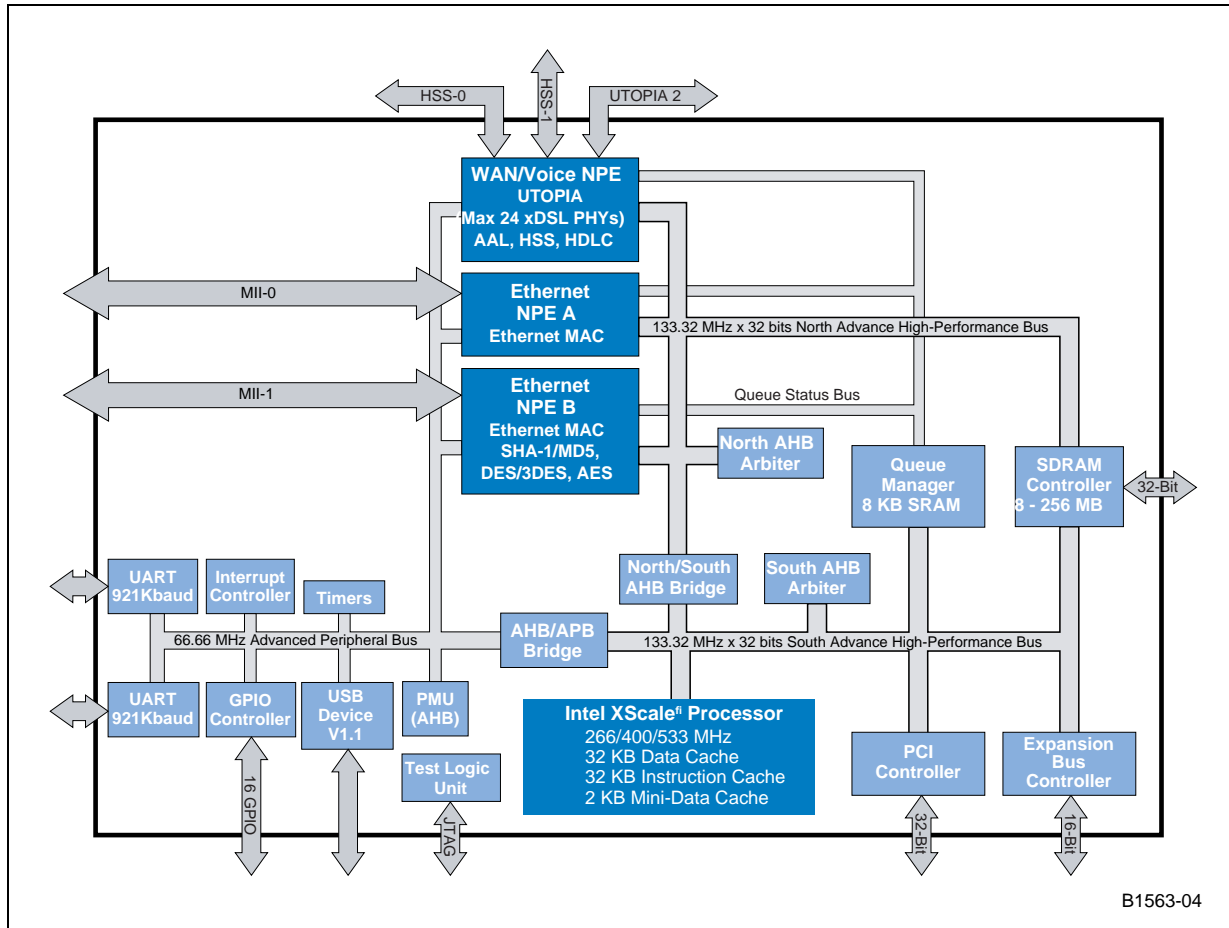 HSS-0
HSS-1
UTOPIA 2
WAN/Voice NPE
UTOPIA
(Max 24 xDSL PHYs)
AAL, HSS, HDLC
MII-0
Ethernet
NPE A
Ethernet MAC
133.32 MHz x 32 bits North Advance High-Performance Bus
MII-1
Ethernet
NPE B
Ethernet MAC
SHA-1/MD5,
DES/3DES, AES
Queue Status Bus
North AHB
Arbiter
Queue
Manager
8 KB SRAM
SDRAM
Controller
8 - 256 MB
32-Bit
UART
921Kbaud
Interrupt
Controller
Timers
North/South
AHB Bridge
South AHB
Arbiter
66.66 MHz Advanced Peripheral Bus
AHB/APB
Bridge
133.32 MHz x 32 bits South Advance High-Performance Bus
UART
921Kbaud
GPIO
Controller
USB
Device
V1.1
PMU
(AHB)
Test Logic
Unit
Intel XScalefi Processor
266/400/533 MHz
32 KB Data Cache
32 KB Instruction Cache
2 KB Mini-Data Cache
PCI
Controller
Expansion
Bus
Controller
16 GPIO
JTAG
32-Bit
16-Bit
B1563-04